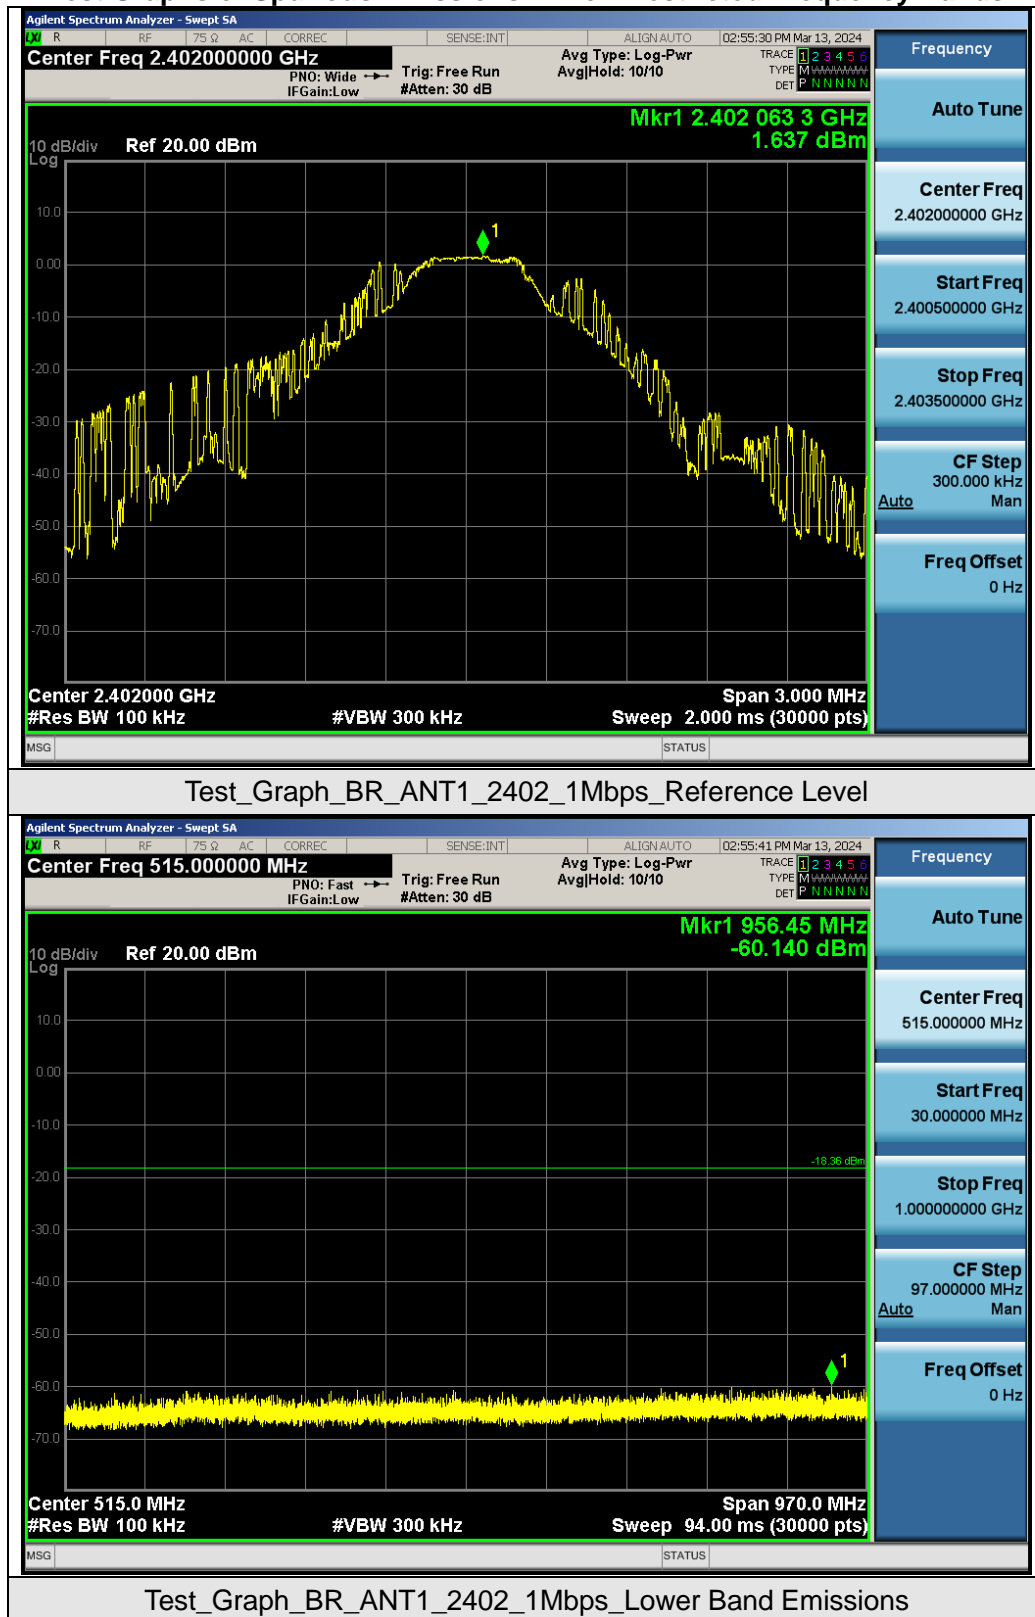 Agilent Spectrum Analyzer - Swept SA
LXI R RF 75 Ω AC CORREC SENSE:INT ALIGN AUTO 02:55:30 PM Mar 13, 2024
Center Freq 2.402000000 GHz
PNO: Wide
IFGain:Low
Trig: Free Run
#Atten: 30 dB
Avg Type: Log-Pwr
Avg|Hold: 10/10
TRACE 1 2 3 4 5 6
TYPE M
DET P N N N N N
Mkr1 2.402 063 3 GHz
1.637 dBm
10 dB/div Ref 20.00 dBm
Log
10.0
0.00
-10.0
-20.0
-30.0
-40.0
-50.0
-60.0
-70.0
1
Center 2.402000 GHz Span 3.000 MHz
#Res BW 100 kHz #VBW 300 kHz Sweep 2.000 ms (30000 pts)
MSG STATUS
Frequency
Auto Tune
Center Freq
2.402000000 GHz
Start Freq
2.400500000 GHz
Stop Freq
2.403500000 GHz
CF Step
300.000 kHz
Auto Man
Freq Offset
0 Hz
Test_Graph_BR_ANT1_2402_1Mbps_Reference Level
Agilent Spectrum Analyzer - Swept SA
LXI R RF 75 Ω AC CORREC SENSE:INT ALIGN AUTO 02:55:41 PM Mar 13, 2024
Center Freq 515.000000 MHz
PNO: Fast
IFGain:Low
Trig: Free Run
#Atten: 30 dB
Avg Type: Log-Pwr
Avg|Hold: 10/10
TRACE 1 2 3 4 5 6
TYPE M
DET P N N N N N
Mkr1 956.45 MHz
-60.140 dBm
10 dB/div Ref 20.00 dBm
Log
10.0
0.00
-10.0
-18.36 dBm
-20.0
-30.0
-40.0
-50.0
-60.0
-70.0
1
Center 515.0 MHz Span 970.0 MHz
#Res BW 100 kHz #VBW 300 kHz Sweep 94.00 ms (30000 pts)
MSG STATUS
Frequency
Auto Tune
Center Freq
515.000000 MHz
Start Freq
30.000000 MHz
Stop Freq
1.000000000 GHz
CF Step
97.000000 MHz
Auto Man
Freq Offset
0 Hz
Test_Graph_BR_ANT1_2402_1Mbps_Lower Band Emissions